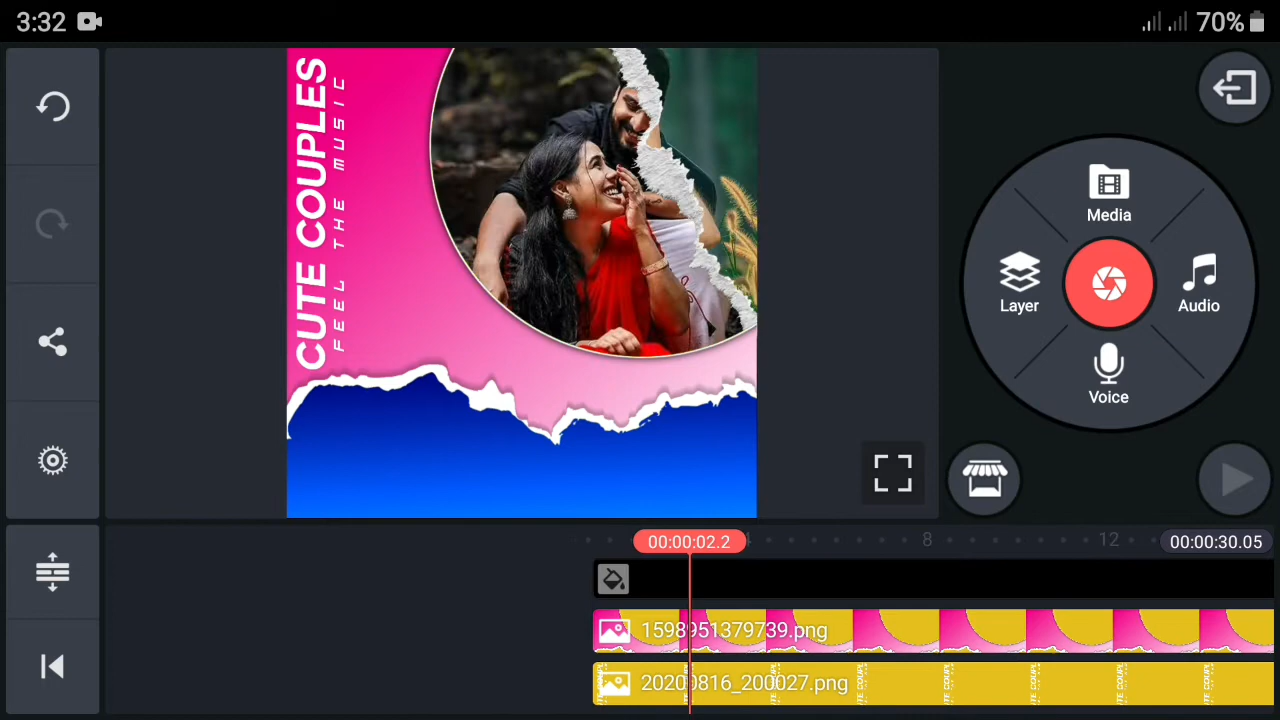 3:32
70%
CUTE COUPLES
FEEL THE MUSIC
Media
Layer
Audio
Voice
00:00:02.2
4
8
12
00:00:30.05
1598951379739.png
20200816_200027.png